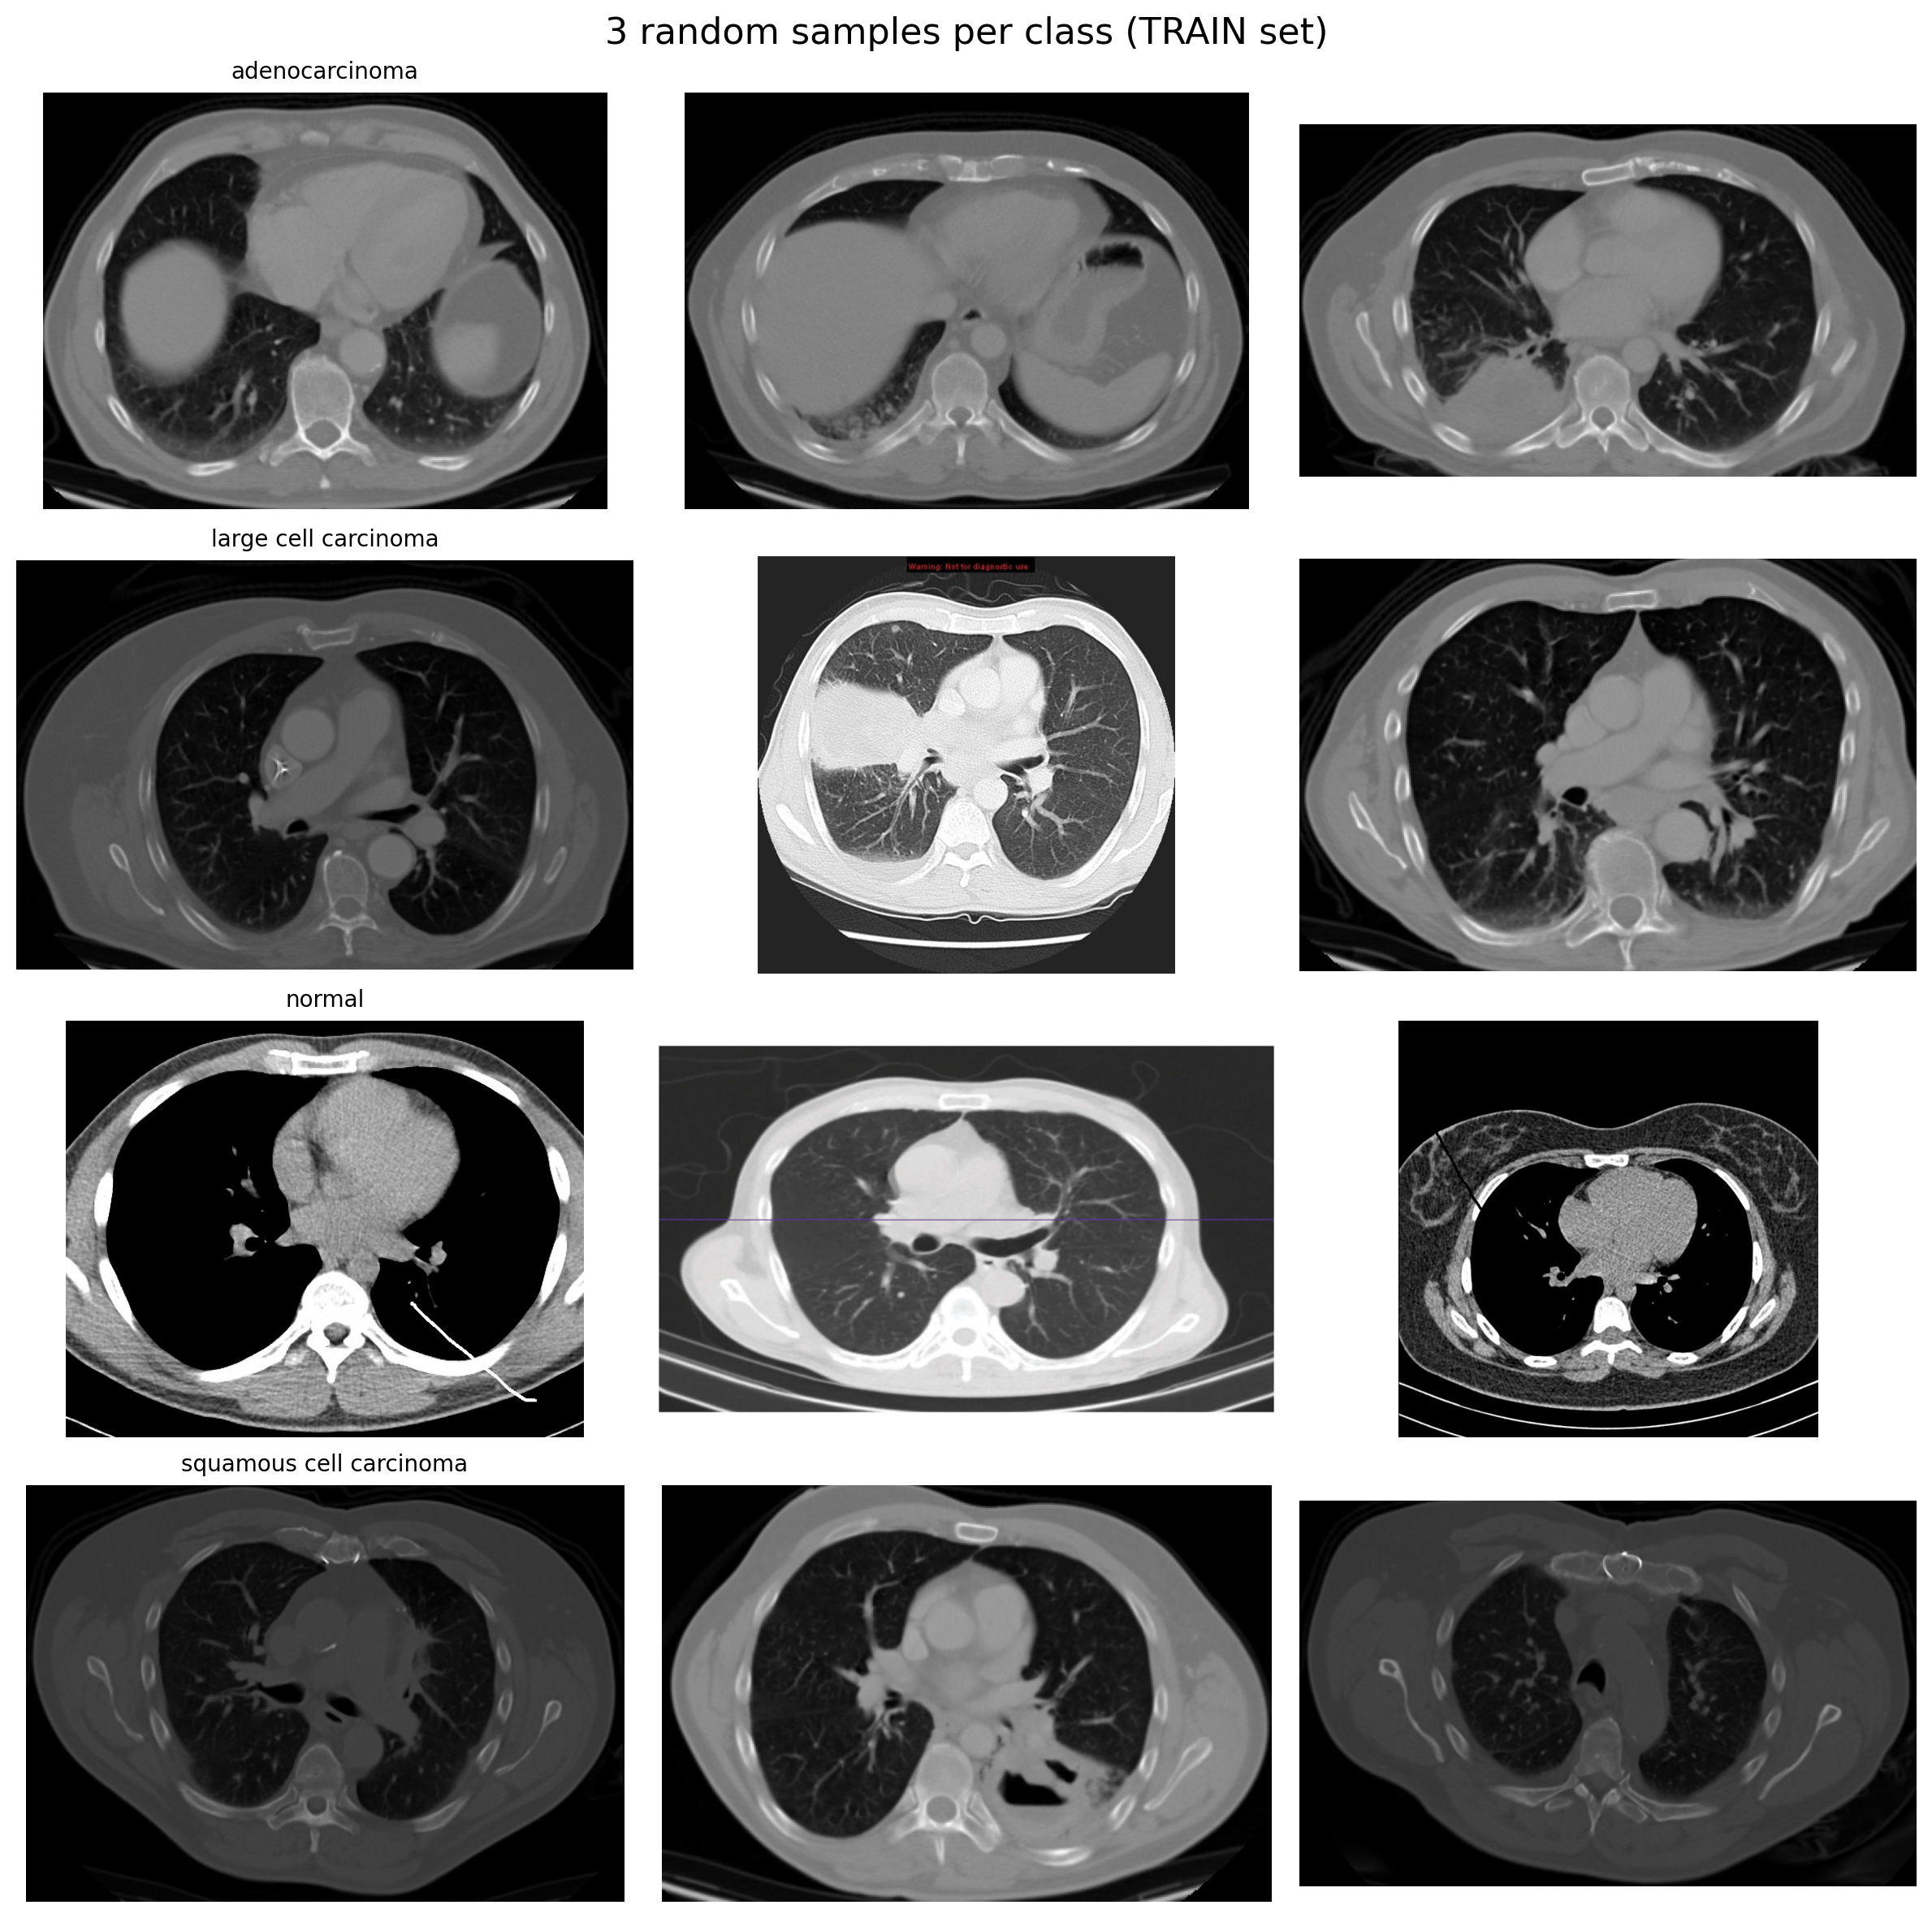 3 random samples per class (TRAIN set)
adenocarcinoma
large cell carcinoma
Warning: Not for diagnostic use
normal
squamous cell carcinoma